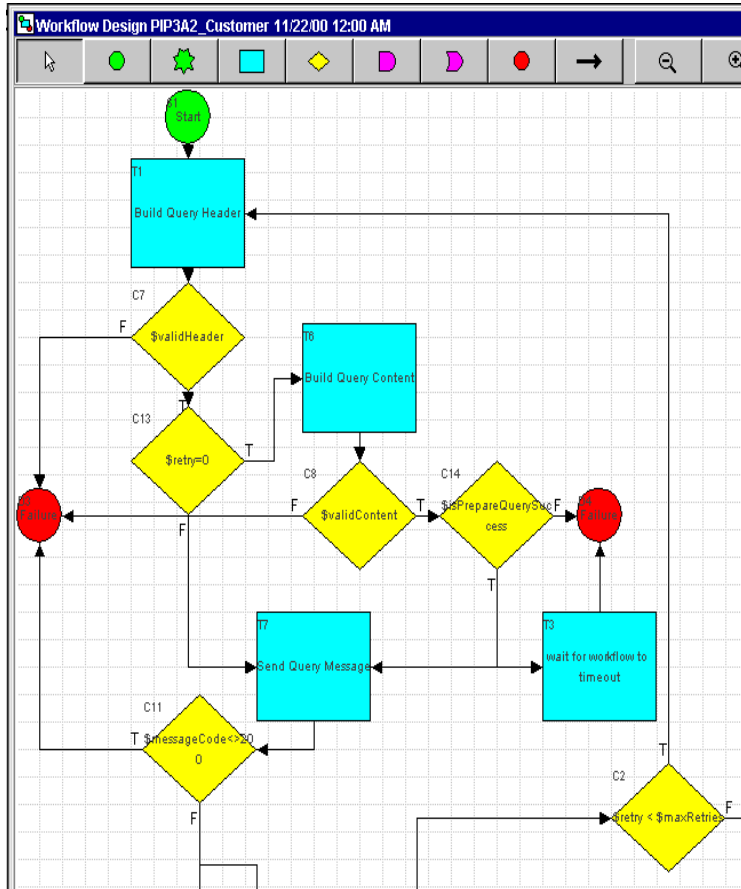 Workflow Design PIP3A2_Customer 11/22/00 12:00 AM
S1
Start
T1
Build Query Header
C7
F
$validHeader
T
T6
Build Query Content
C13
$retry=0
T
F
C8
F
$validContent
T
C14
$isPrepareQuerySuc
cess
F
T
Failure
Failure
T7
Send Query Message
T3
wait for workflow to
timeout
C11
T
$messageCode<>20
0
F
C2
T
$retry < $maxRetries
F